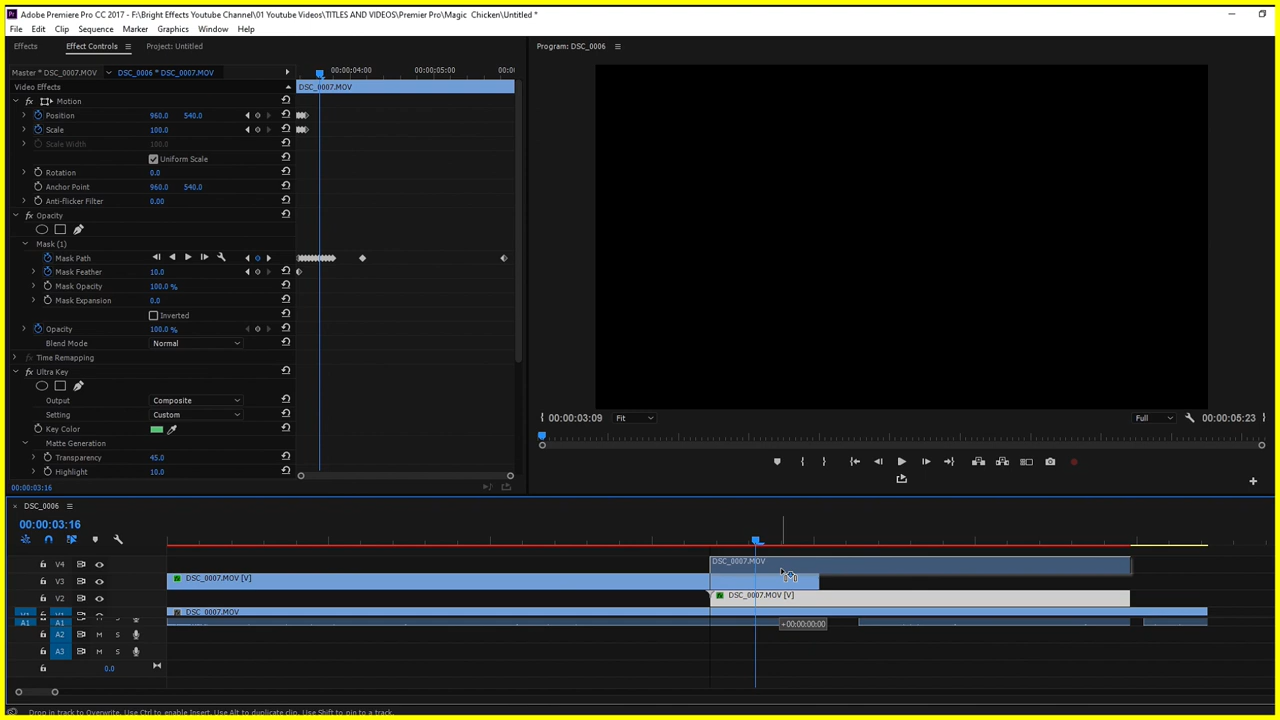 Adobe Premiere Pro CC 2017 - F:\Bright Effects Youtube Channel\01 Youtube Videos\TITLES AND VIDEOS\Premier Pro\Magic Chicken\Untitled *
File Edit Clip Sequence Marker Graphics Window Help
Effects Effect Controls Project: Untitled
Program: DSC_0006
Master * DSC_0007.MOV DSC_0006 * DSC_0007.MOV 00:00:04:00 00:00:05:00
Video Effects DSC_0007.MOV
fx Motion
Position 960.0 540.0
Scale 100.0
Scale Width 100.0
Uniform Scale
Rotation 0.0
Anchor Point 960.0 540.0
Anti-flicker Filter 0.00
fx Opacity
Mask (1)
Mask Path
Mask Feather 10.0
Mask Opacity 100.0 %
Mask Expansion 0.0
Inverted
Opacity 100.0 %
Blend Mode Normal
Time Remapping
fx Ultra Key
Output Composite
Setting Custom
Key Color
Matte Generation
Transparency 45.0
Highlight 10.0
00:00:03:16
00:00:03:09 Fit Full 00:00:05:23
DSC_0006
00:00:03:16
V4 DSC_0007.MOV
V3 DSC_0007.MOV [V]
V2 DSC_0007.MOV [V]
V1 V1 DSC_0007.MOV
A1 A1 +00:00:00:00
A2 M S
A3 M S
0.0
Drop in track to Overwrite. Use Ctrl to enable Insert. Use Alt to duplicate clip. Use Shift to pin to a track.